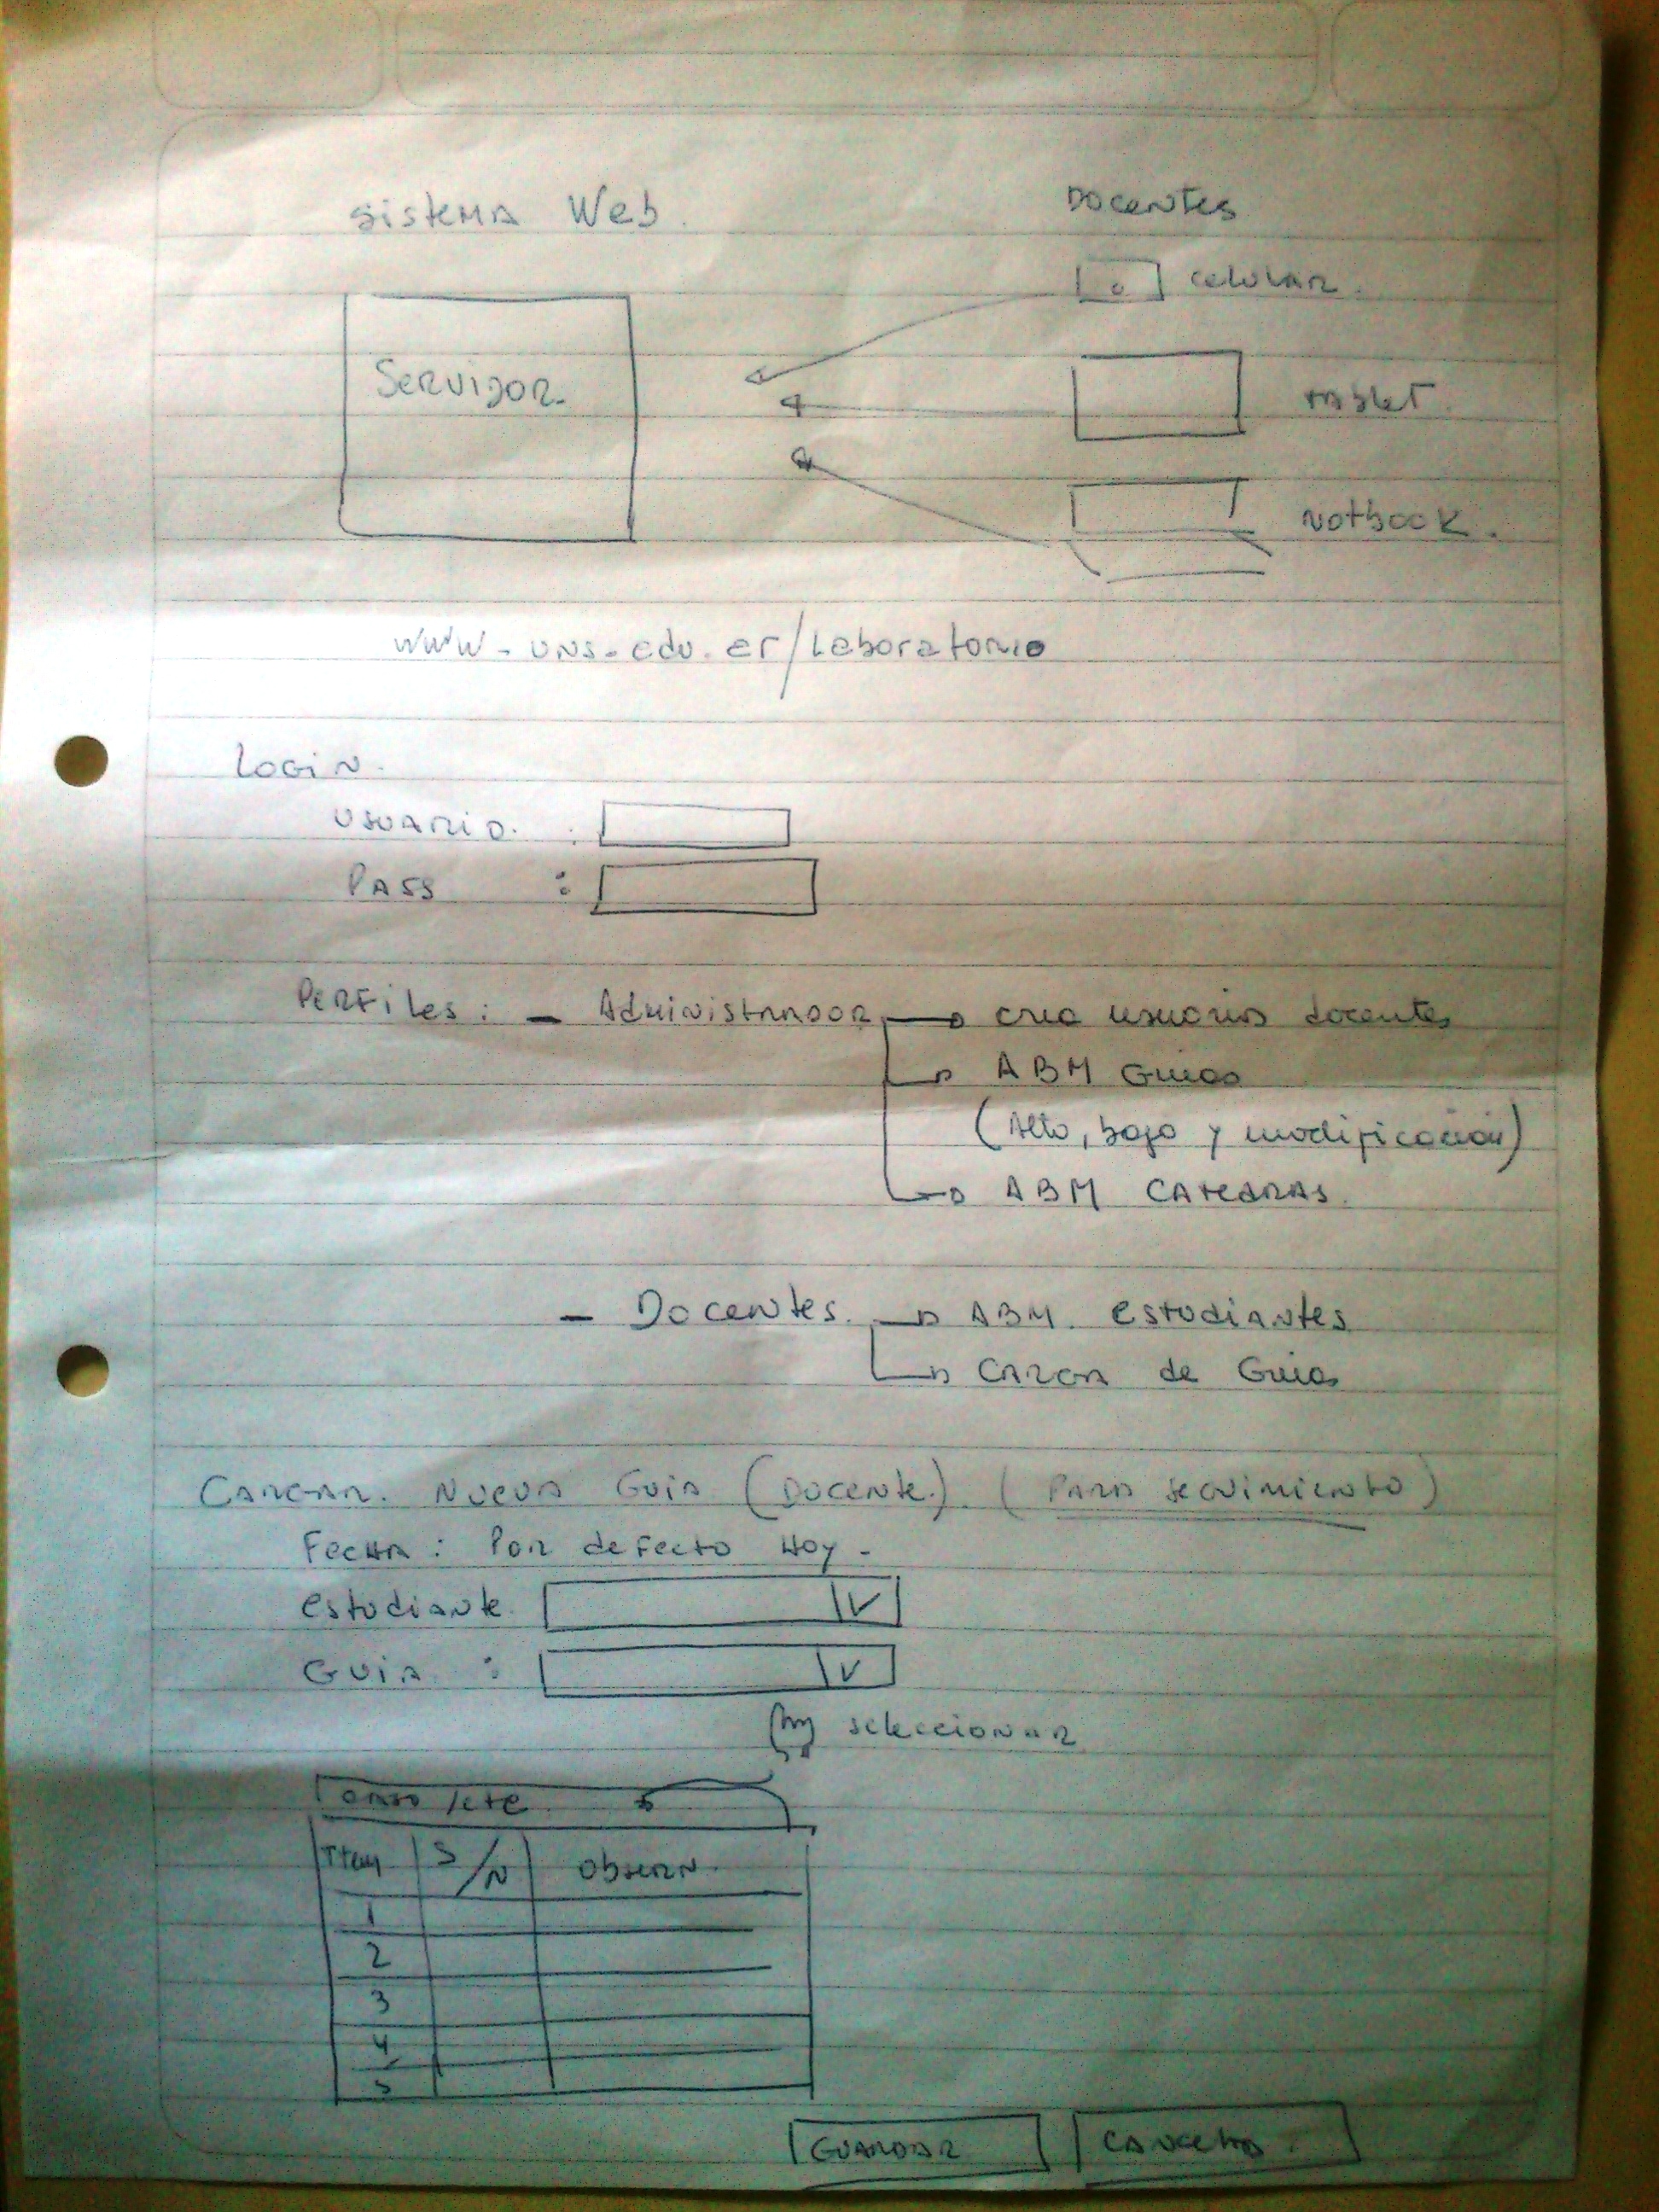 sistema Web. Docentes
celular.
Servidor. tablet.
Notbook.
www.uns.edu.ar/laboratorio
Login.
usuario. :
Pass :
Perfiles: - Administrador → crea usuarios docentes
→ ABM Guias
(Alta, baja y modificación)
→ ABM Catedras.
- Docentes. → ABM. estudiantes
→ Carga de Guias
Cargar. Nueva Guia (Docente.). (Para seguimiento)
Fecha: Por defecto Hoy.
estudiante V
Guia : V
seleccionar
Item S/N Observ.
1
2
3
4
5
Guardar Cancelar.